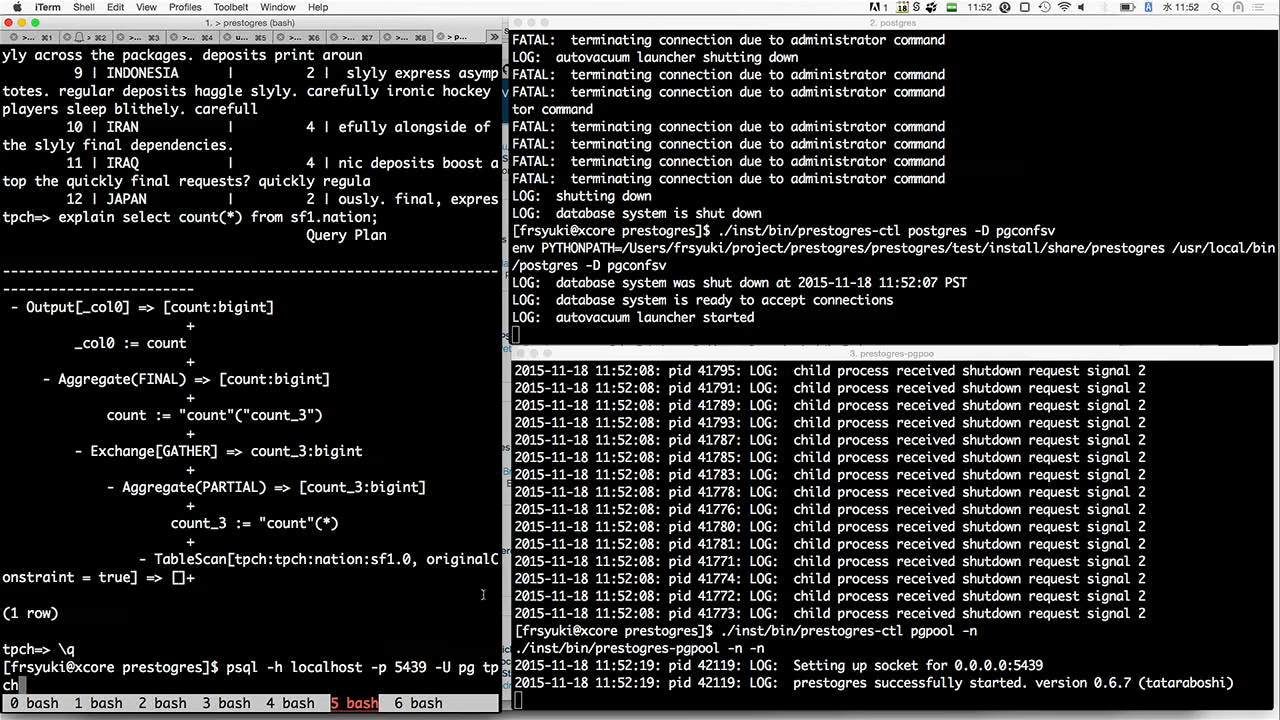 iTerm Shell Edit View Profiles Toolbelt Window Help
1 18 11:52 水 11:52
1. > prestogres (bash)
> ... ⌘1 > ⌘2 > ... ⌘3 > ... ⌘4 > ... ⌘5 > ... ⌘6 > ... ⌘7 > ... ⌘8 > p...
yly across the packages. deposits print aroun
9 | INDONESIA | 2 | slyly express asymp
totes. regular deposits haggle slyly. carefully ironic hockey
players sleep blithely. carefull
10 | IRAN | 4 | efully alongside of
the slyly final dependencies.
11 | IRAQ | 4 | nic deposits boost a
top the quickly final requests? quickly regula
12 | JAPAN | 2 | ously. final, expres
tpch=> explain select count(*) from sf1.nation;
Query Plan
--------------------------------------------------------------
------------------------
- Output[_col0] => [count:bigint]
+
_col0 := count
+
- Aggregate(FINAL) => [count:bigint]
+
count := "count"("count_3")
+
- Exchange[GATHER] => count_3:bigint
+
- Aggregate(PARTIAL) => [count_3:bigint]
+
count_3 := "count"(*)
+
- TableScan[tpch:tpch:nation:sf1.0, originalC
onstraint = true] => []+
(1 row)
tpch=> \q
[frsyuki@xcore prestogres]$ psql -h localhost -p 5439 -U pg tp
ch
0 bash 1 bash 2 bash 3 bash 4 bash 5 bash 6 bash
2. postgres
FATAL: terminating connection due to administrator command
LOG: autovacuum launcher shutting down
FATAL: terminating connection due to administrator command
FATAL: terminating connection due to administrator command
tor command
FATAL: terminating connection due to administrator command
FATAL: terminating connection due to administrator command
FATAL: terminating connection due to administrator command
FATAL: terminating connection due to administrator command
LOG: shutting down
LOG: database system is shut down
[frsyuki@xcore prestogres]$ ./inst/bin/prestogres-ctl postgres -D pgconfsv
env PYTHONPATH=/Users/frsyuki/project/prestogres/prestogres/test/install/share/prestogres /usr/local/bin
/postgres -D pgconfsv
LOG: database system was shut down at 2015-11-18 11:52:07 PST
LOG: database system is ready to accept connections
LOG: autovacuum launcher started
3. prestogres-pgpoo
2015-11-18 11:52:08: pid 41795: LOG: child process received shutdown request signal 2
2015-11-18 11:52:08: pid 41791: LOG: child process received shutdown request signal 2
2015-11-18 11:52:08: pid 41789: LOG: child process received shutdown request signal 2
2015-11-18 11:52:08: pid 41793: LOG: child process received shutdown request signal 2
2015-11-18 11:52:08: pid 41787: LOG: child process received shutdown request signal 2
2015-11-18 11:52:08: pid 41785: LOG: child process received shutdown request signal 2
2015-11-18 11:52:08: pid 41783: LOG: child process received shutdown request signal 2
2015-11-18 11:52:08: pid 41778: LOG: child process received shutdown request signal 2
2015-11-18 11:52:08: pid 41776: LOG: child process received shutdown request signal 2
2015-11-18 11:52:08: pid 41780: LOG: child process received shutdown request signal 2
2015-11-18 11:52:08: pid 41781: LOG: child process received shutdown request signal 2
2015-11-18 11:52:08: pid 41771: LOG: child process received shutdown request signal 2
2015-11-18 11:52:08: pid 41774: LOG: child process received shutdown request signal 2
2015-11-18 11:52:08: pid 41772: LOG: child process received shutdown request signal 2
2015-11-18 11:52:08: pid 41773: LOG: child process received shutdown request signal 2
[frsyuki@xcore prestogres]$ ./inst/bin/prestogres-ctl pgpool -n
./inst/bin/prestogres-pgpool -n -n
2015-11-18 11:52:19: pid 42119: LOG: Setting up socket for 0.0.0.0:5439
2015-11-18 11:52:19: pid 42119: LOG: prestogres successfully started. version 0.6.7 (tataraboshi)